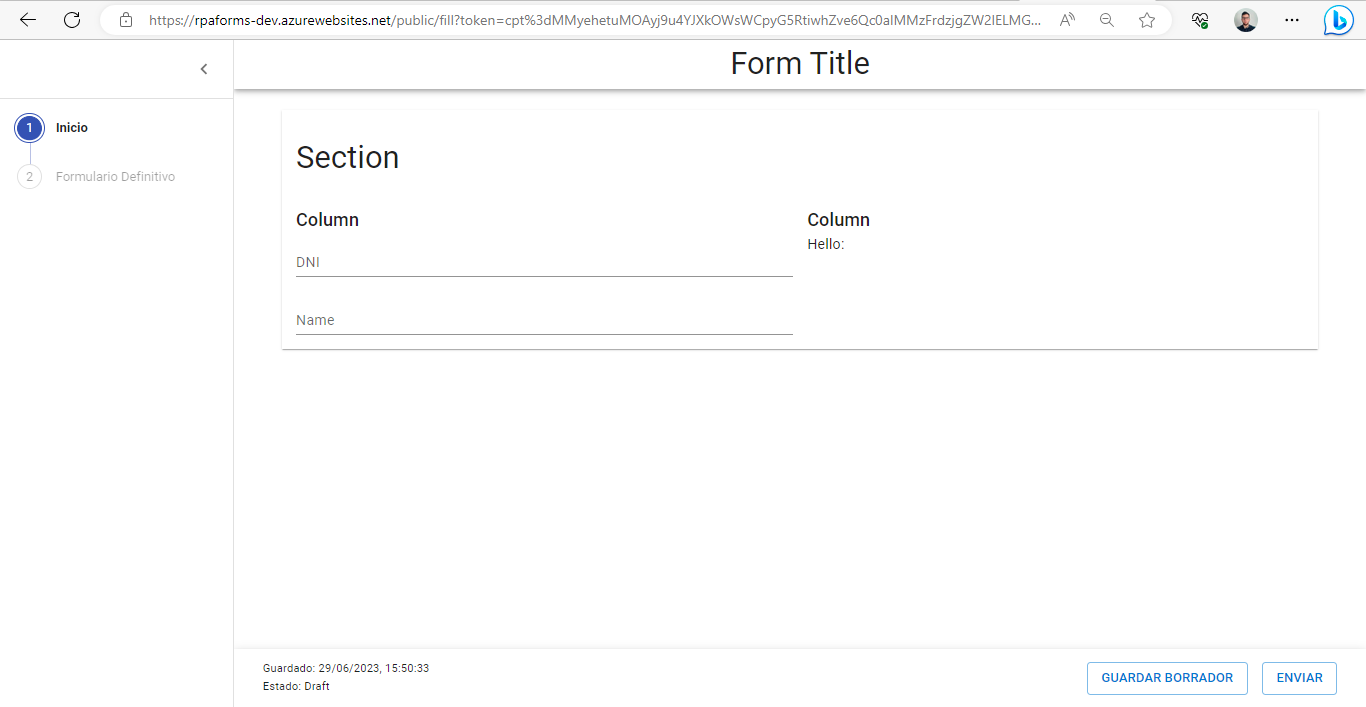 https://rpaforms-dev.azurewebsites.net/public/fill?token=cpt%3dMMyehetuMOAyj9u4YJXkOWsWCpyG5RtiwhZve6Qc0alMMzFrdzjgZW2lELMG...
Form Title
1 Inicio
2 Formulario Definitivo
Section
Column
DNI
Name
Column
Hello:
Guardado: 29/06/2023, 15:50:33
Estado: Draft
GUARDAR BORRADOR
ENVIAR